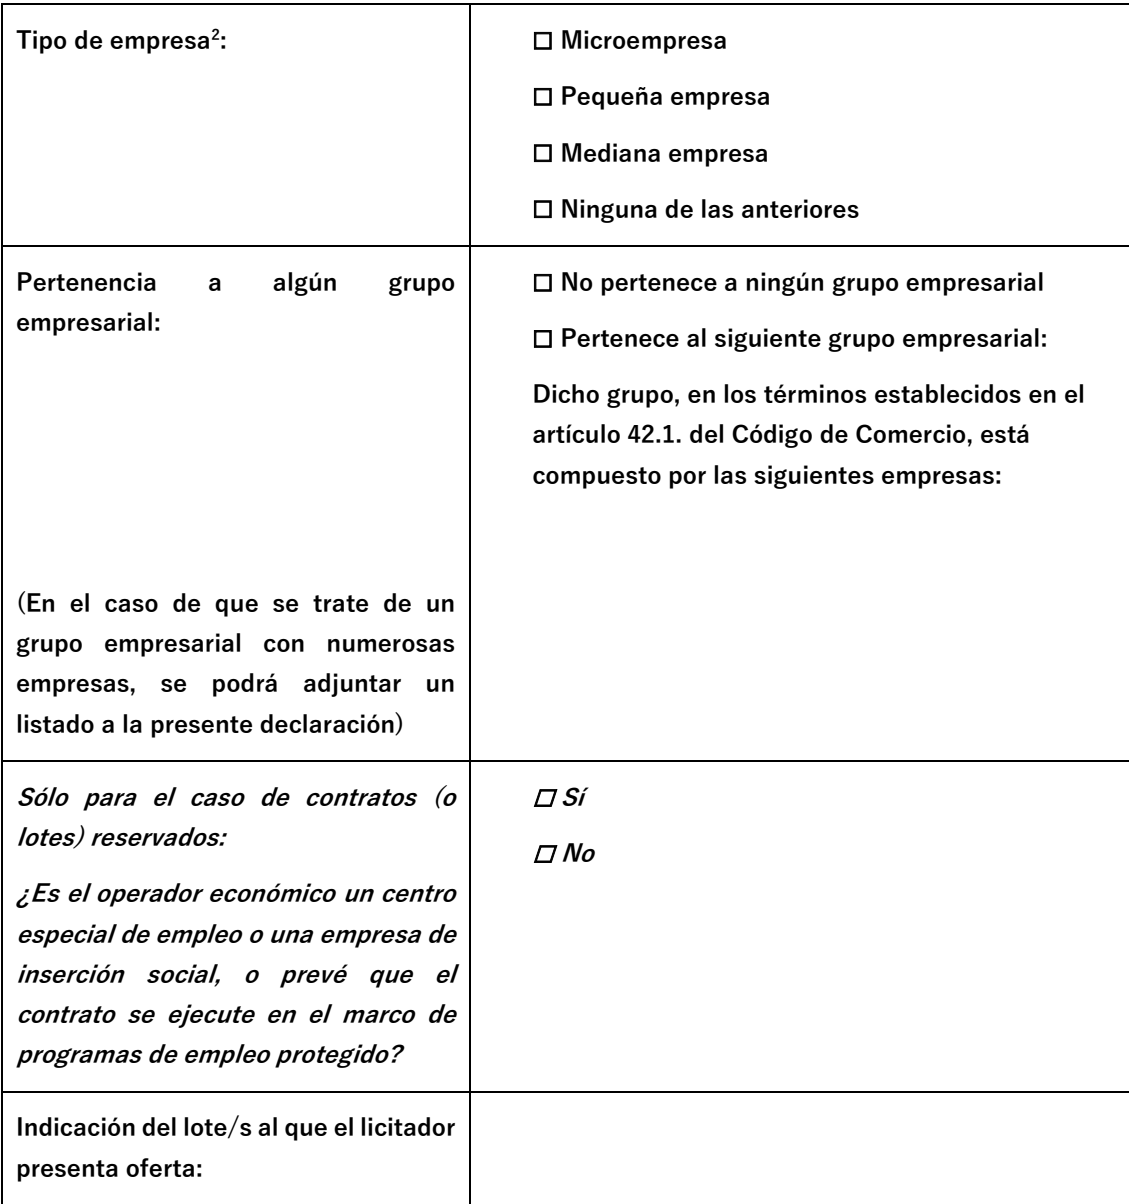 Tipo de empresa²:
☐ Microempresa
☐ Pequeña empresa
☐ Mediana empresa
☐ Ninguna de las anteriores
Pertenencia a algún grupo
empresarial:
(En el caso de que se trate de un
grupo empresarial con numerosas
empresas, se podrá adjuntar un
listado a la presente declaración)
☐ No pertenece a ningún grupo empresarial
☐ Pertenece al siguiente grupo empresarial:
Dicho grupo, en los términos establecidos en el
artículo 42.1. del Código de Comercio, está
compuesto por las siguientes empresas:
Sólo para el caso de contratos (o
lotes) reservados:
¿Es el operador económico un centro
especial de empleo o una empresa de
inserción social, o prevé que el
contrato se ejecute en el marco de
programas de empleo protegido?
☐ Sí
☐ No
Indicación del lote/s al que el licitador
presenta oferta: